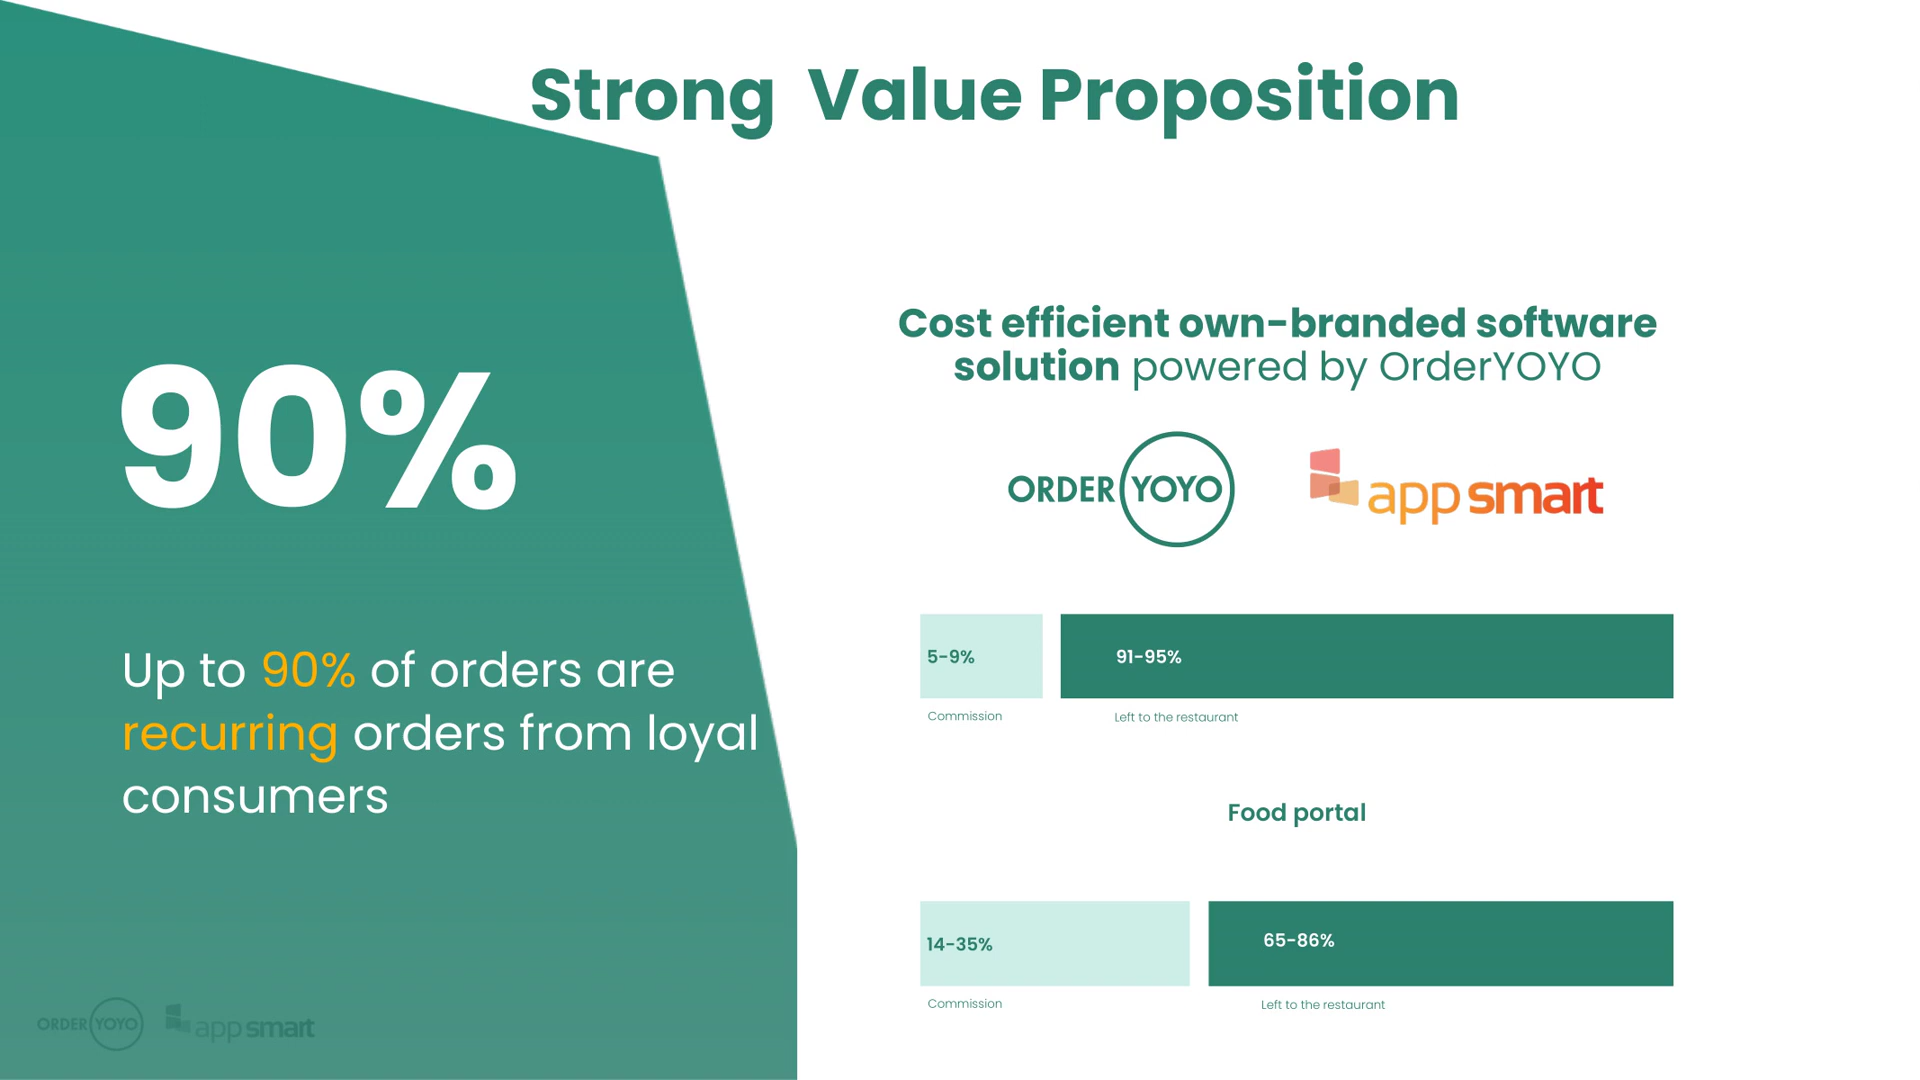 Strong Value Proposition
90%
Up to 90% of orders are
recurring orders from loyal
consumers
Cost efficient own-branded software
solution powered by OrderYOYO
ORDER YOYO
app smart
5-9%
91-95%
Commission
Left to the restaurant
Food portal
14-35%
65-86%
Commission
Left to the restaurant
ORDER YOYO
app smart